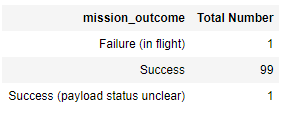 mission_outcome Total Number
Failure (in flight) 1
Success 99
Success (payload status unclear) 1